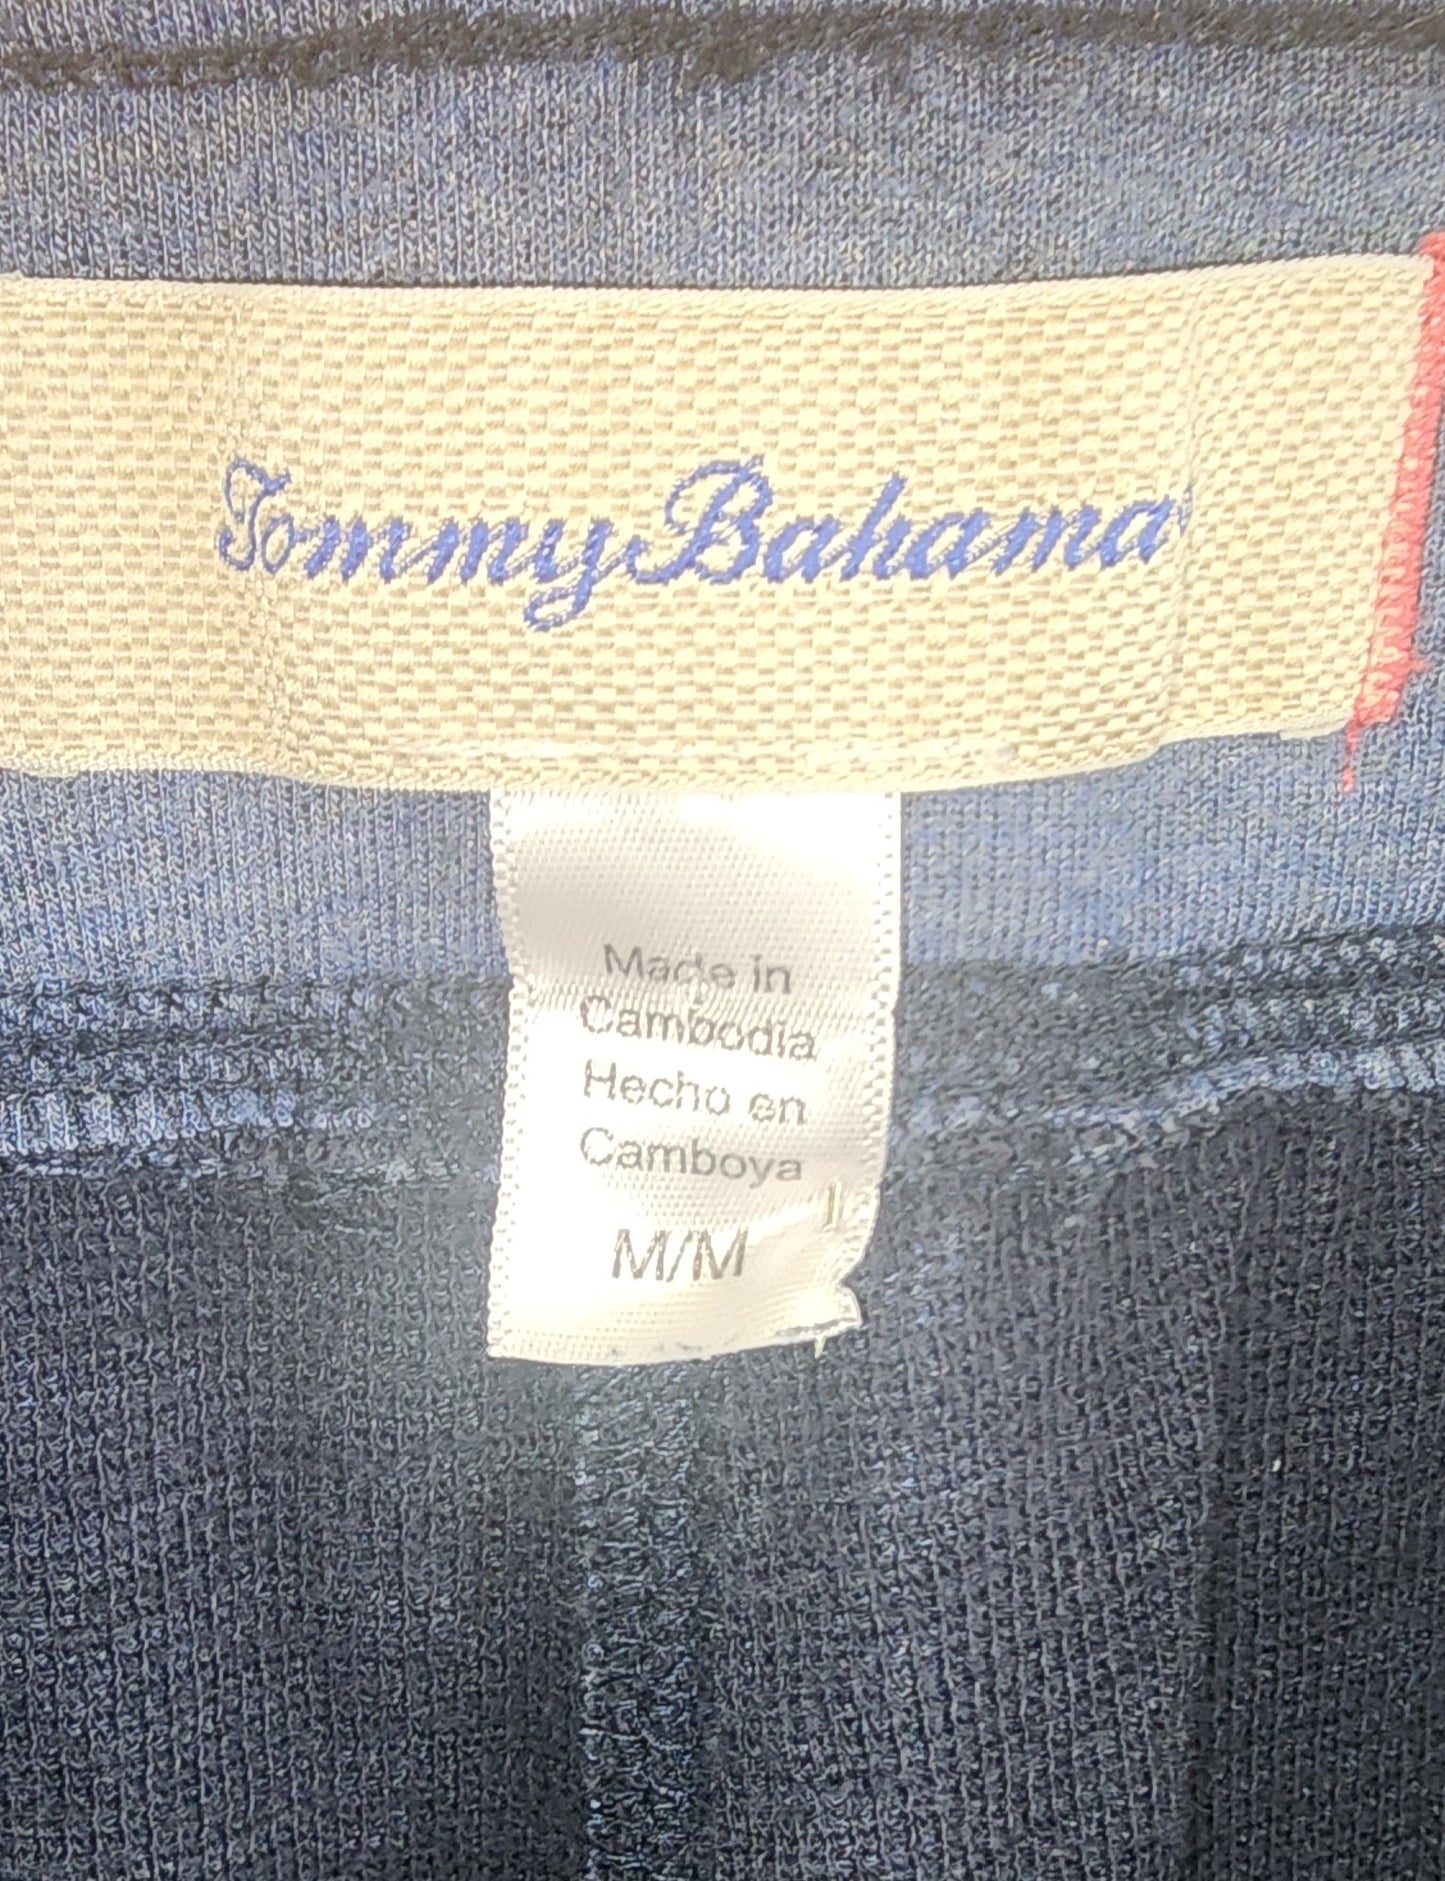 Tommy Bahama
Made in
Cambodia
Hecho en
Camboya
M/M